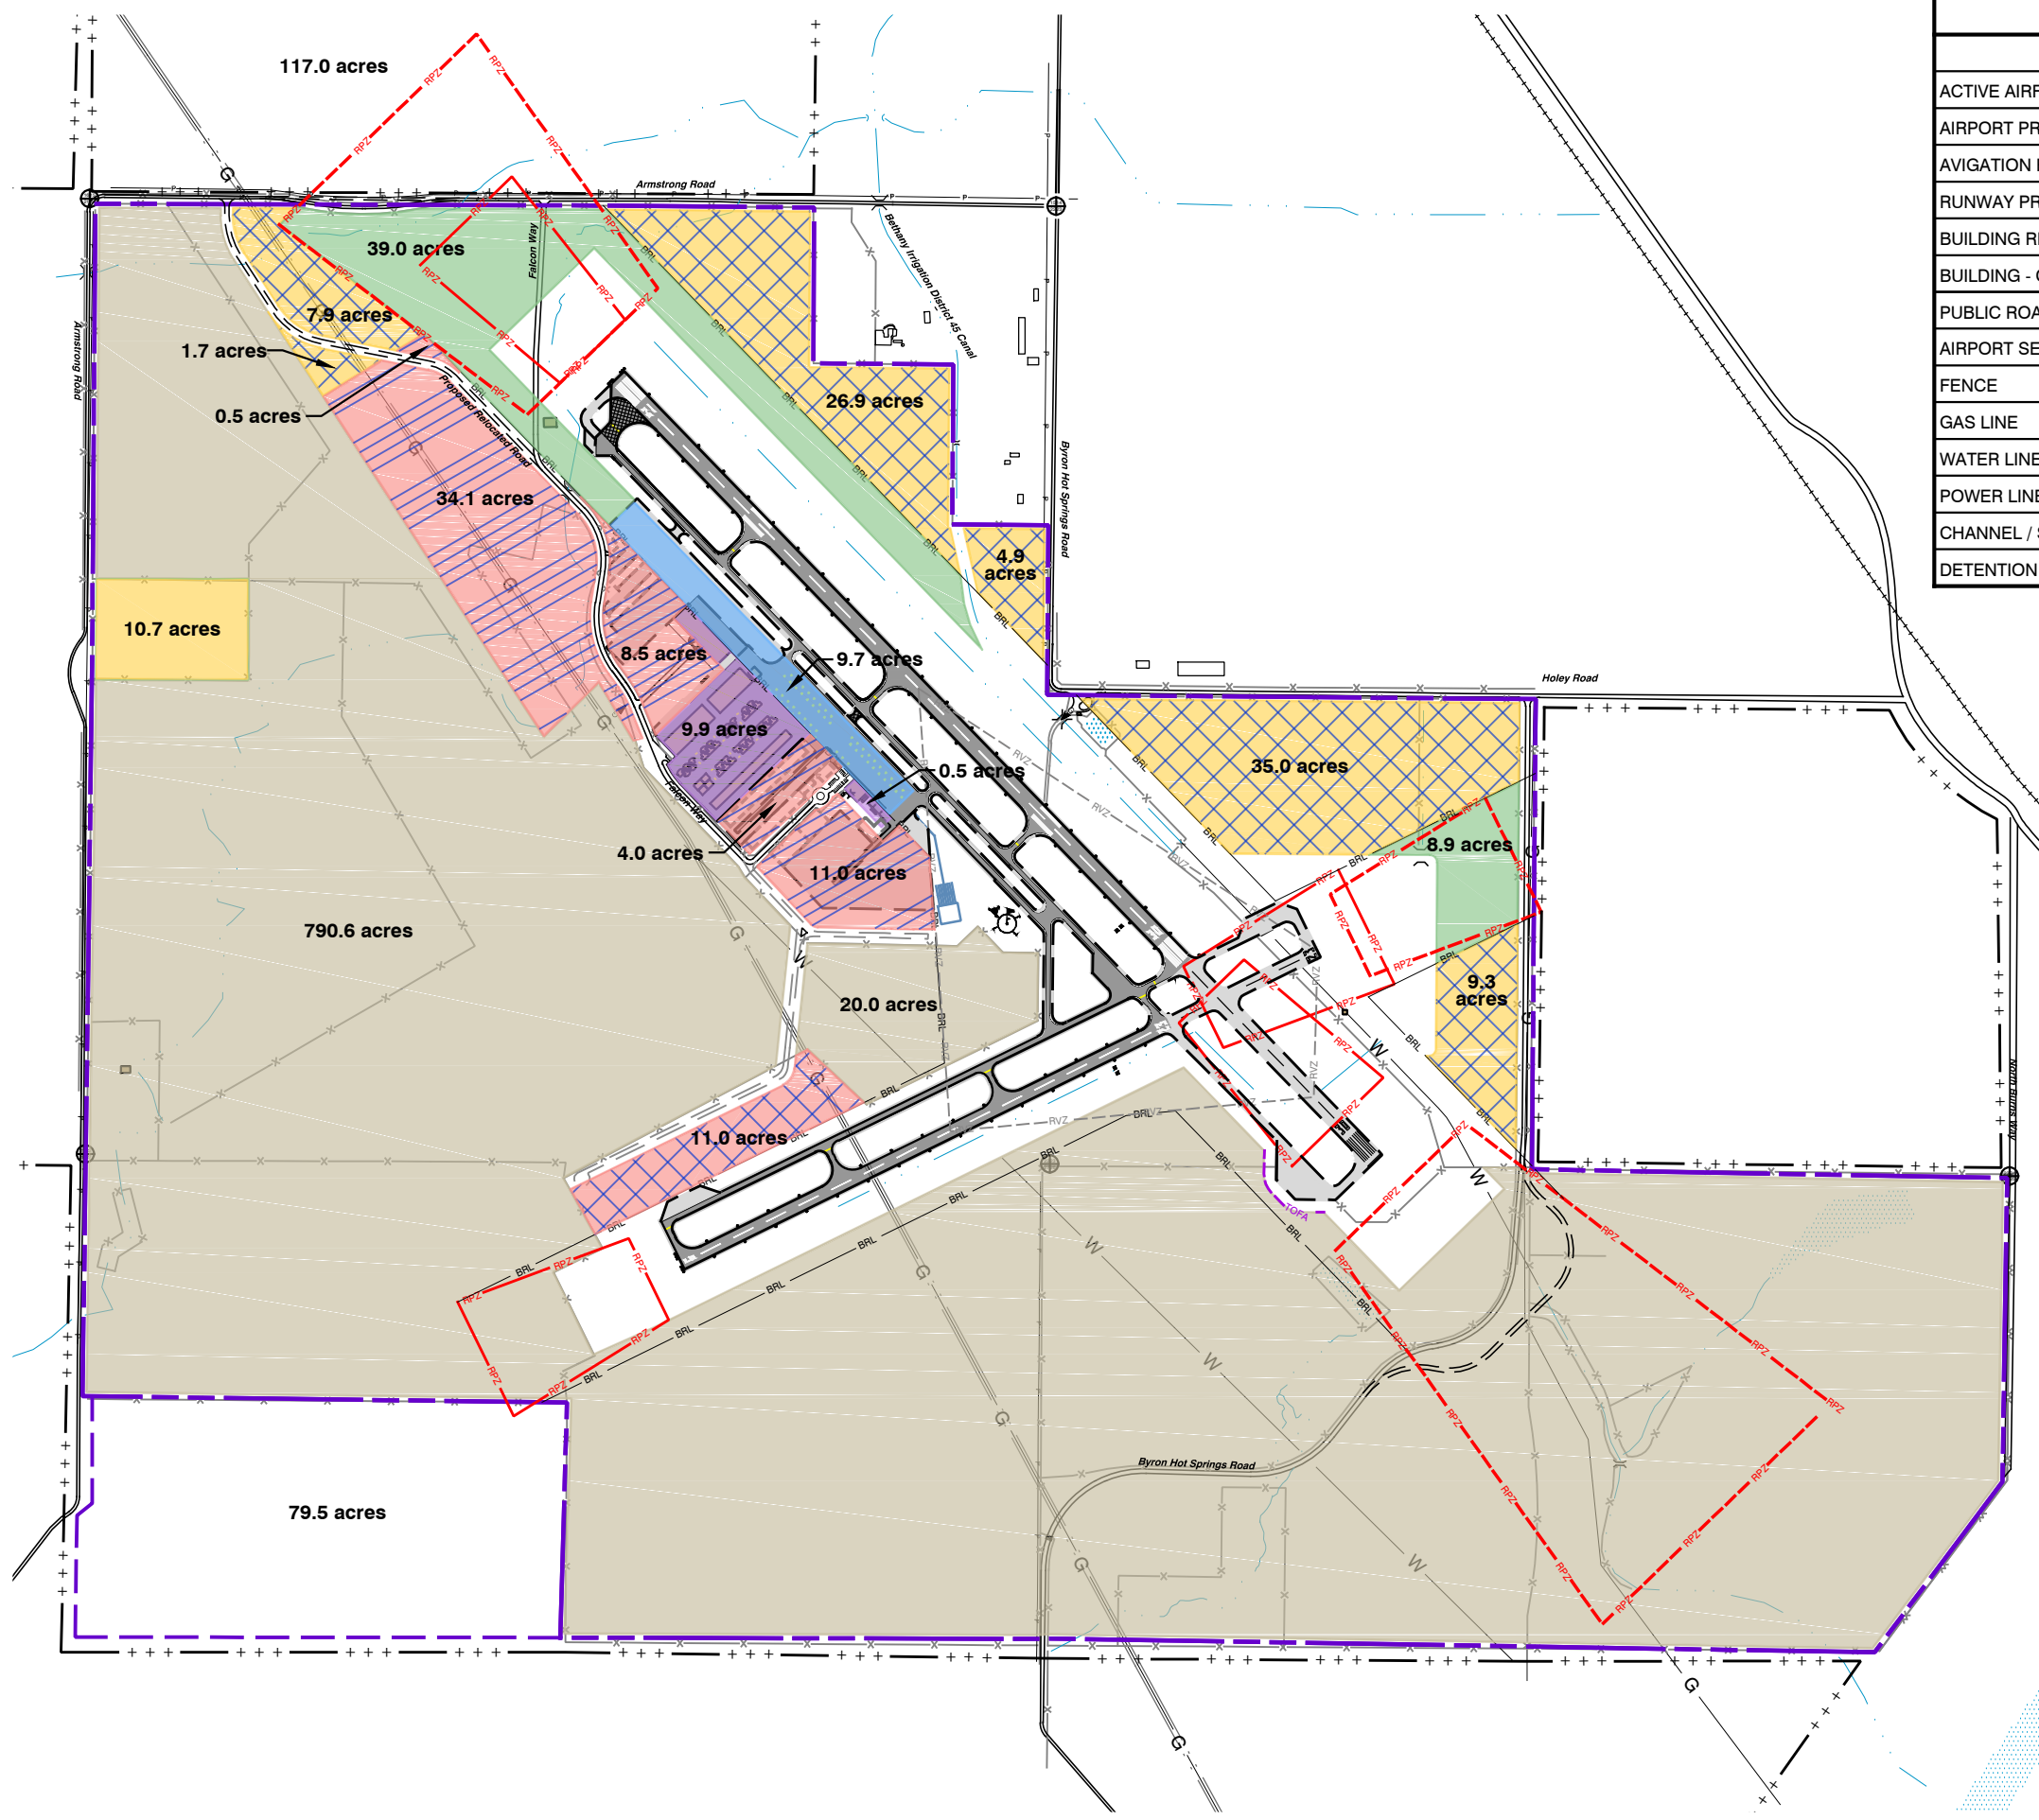 117.0 acres
ACTIVE AIRF
AIRPORT PR
AVIGATION
RUNWAY PR
BUILDING RE
BUILDING -
PUBLIC ROA
AIRPORT SE
FENCE
GAS LINE
WATER LINE
POWER LINE
CHANNEL /
DETENTION
Armstrong Road
Bethany Irrigation District 45 Canal
39.0 acres
Falcon Way
7.9 acres
Armstrong Road
1.7 acres
0.5 acres
Proposed Relocated Road
26.9 acres
Byron Hot Springs Road
34.1 acres
4.9
acres
10.7 acres
8.5 acres
9.7 acres
Holey Road
9.9 acres
0.5 acres
35.0 acres
Falcon Way
4.0 acres
11.0 acres
8.9 acres
790.6 acres
20.0 acres
9.3
acres
11.0 acres
TOFA
Byron Hot Springs Road
79.5 acres
RPZ
BRL
RVZ
G
W